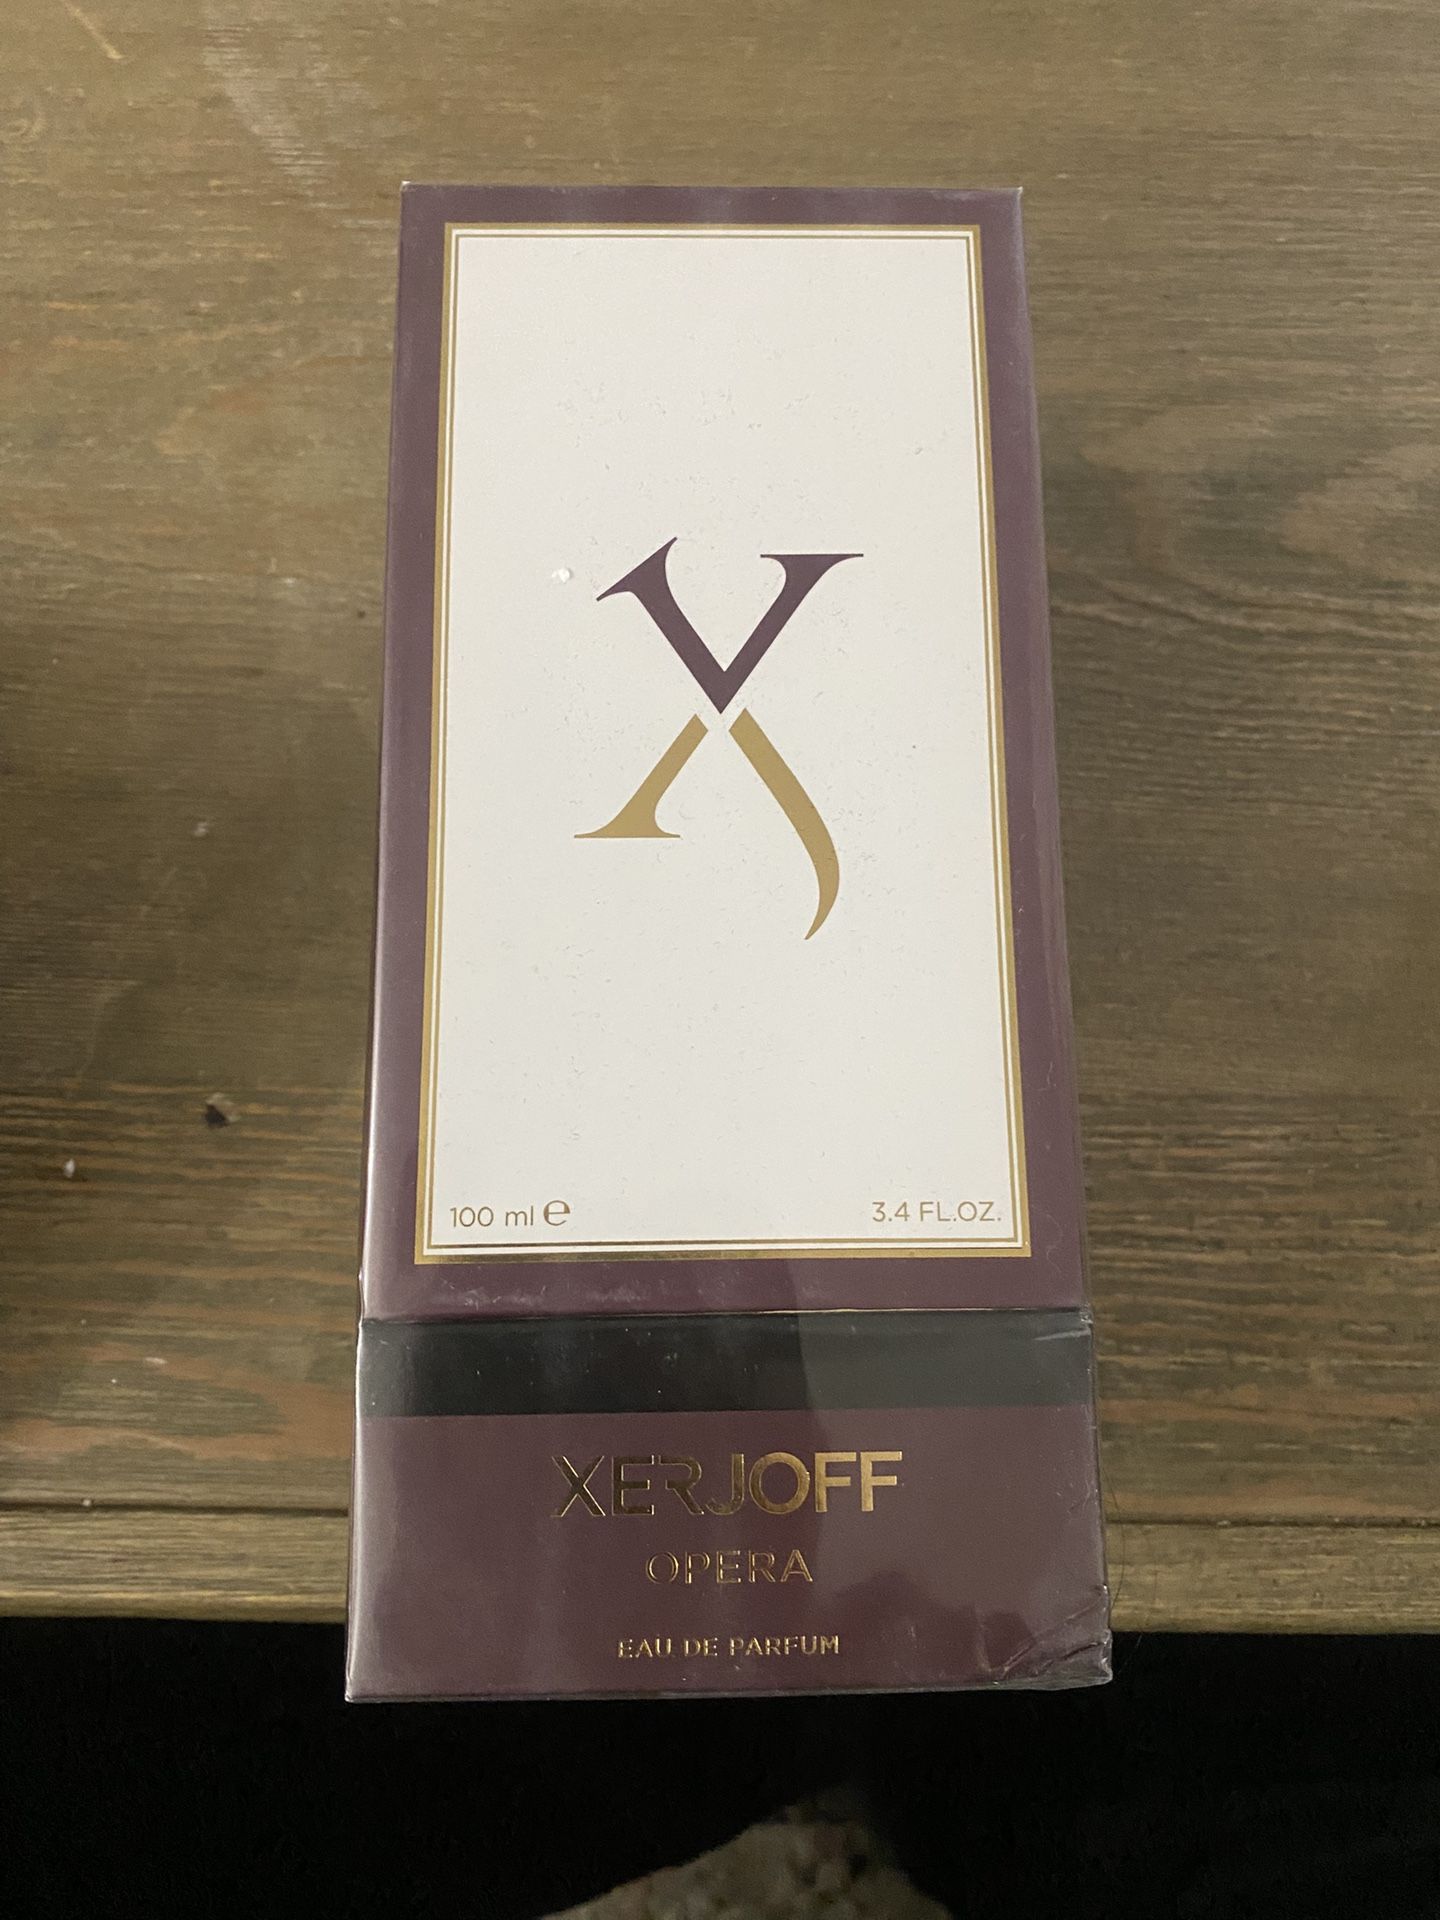 X
100 ml ℮
3.4 FL.OZ.
XERJOFF
OPERA
EAU DE PARFUM